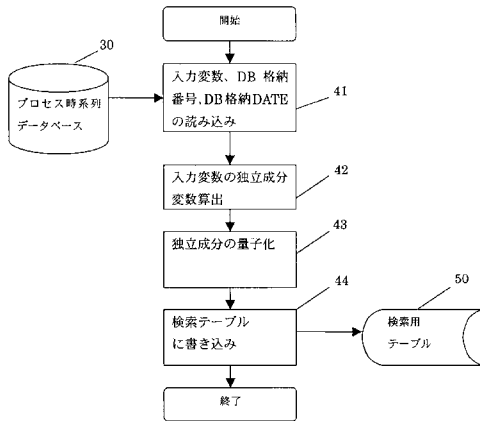 開始
30
プロセス時系列
データベース
入力変数、DB 格納
番号、DB格納DATE
の読み込み
41
入力変数の独立成分
変数算出
42
独立成分の量子化
43
検索テーブル
に書き込み
44
検索用
テーブル
50
終了